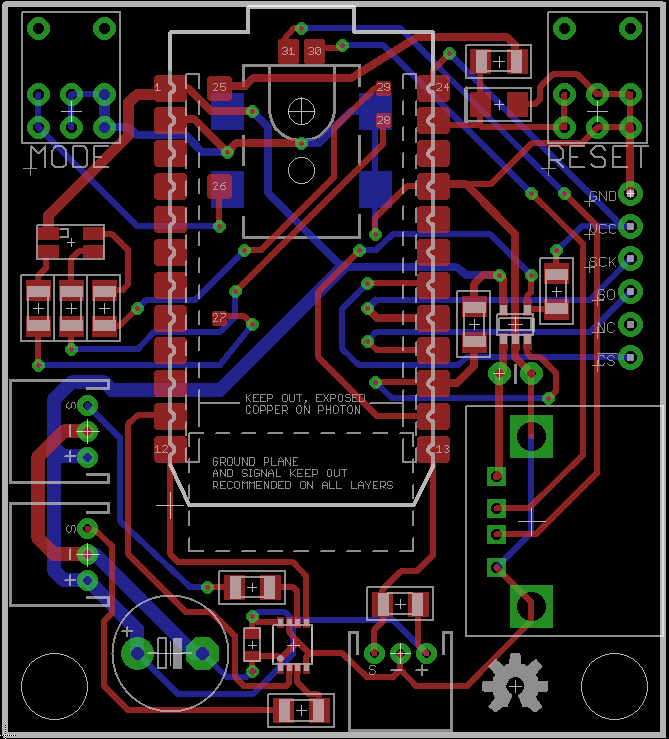 31 30
1
25
29
24
28
MODE
RESET
26
GND
VCC
SCK
SO
NC
27
CS
KEEP OUT, EXPOSED
COPPER ON PHOTON
S
+
12
13
GROUND PLANE
AND SIGNAL KEEP OUT
RECOMMENDED ON ALL LAYERS
S
+
+
S - +